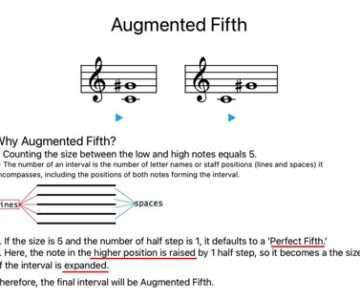 Augmented Fifth
Why Augmented Fifth?
Counting the size between the low and high notes equals 5.
The number of an interval is the number of letter names or staff positions (lines and spaces) it
encompasses, including the positions of both notes forming the interval.
lines
spaces
. If the size is 5 and the number of half step is 1, it defaults to a 'Perfect Fifth.'
. Here, the note in the higher position is raised by 1 half step, so it becomes a the size
f the interval is expanded.
herefore, the final interval will be Augmented Fifth.